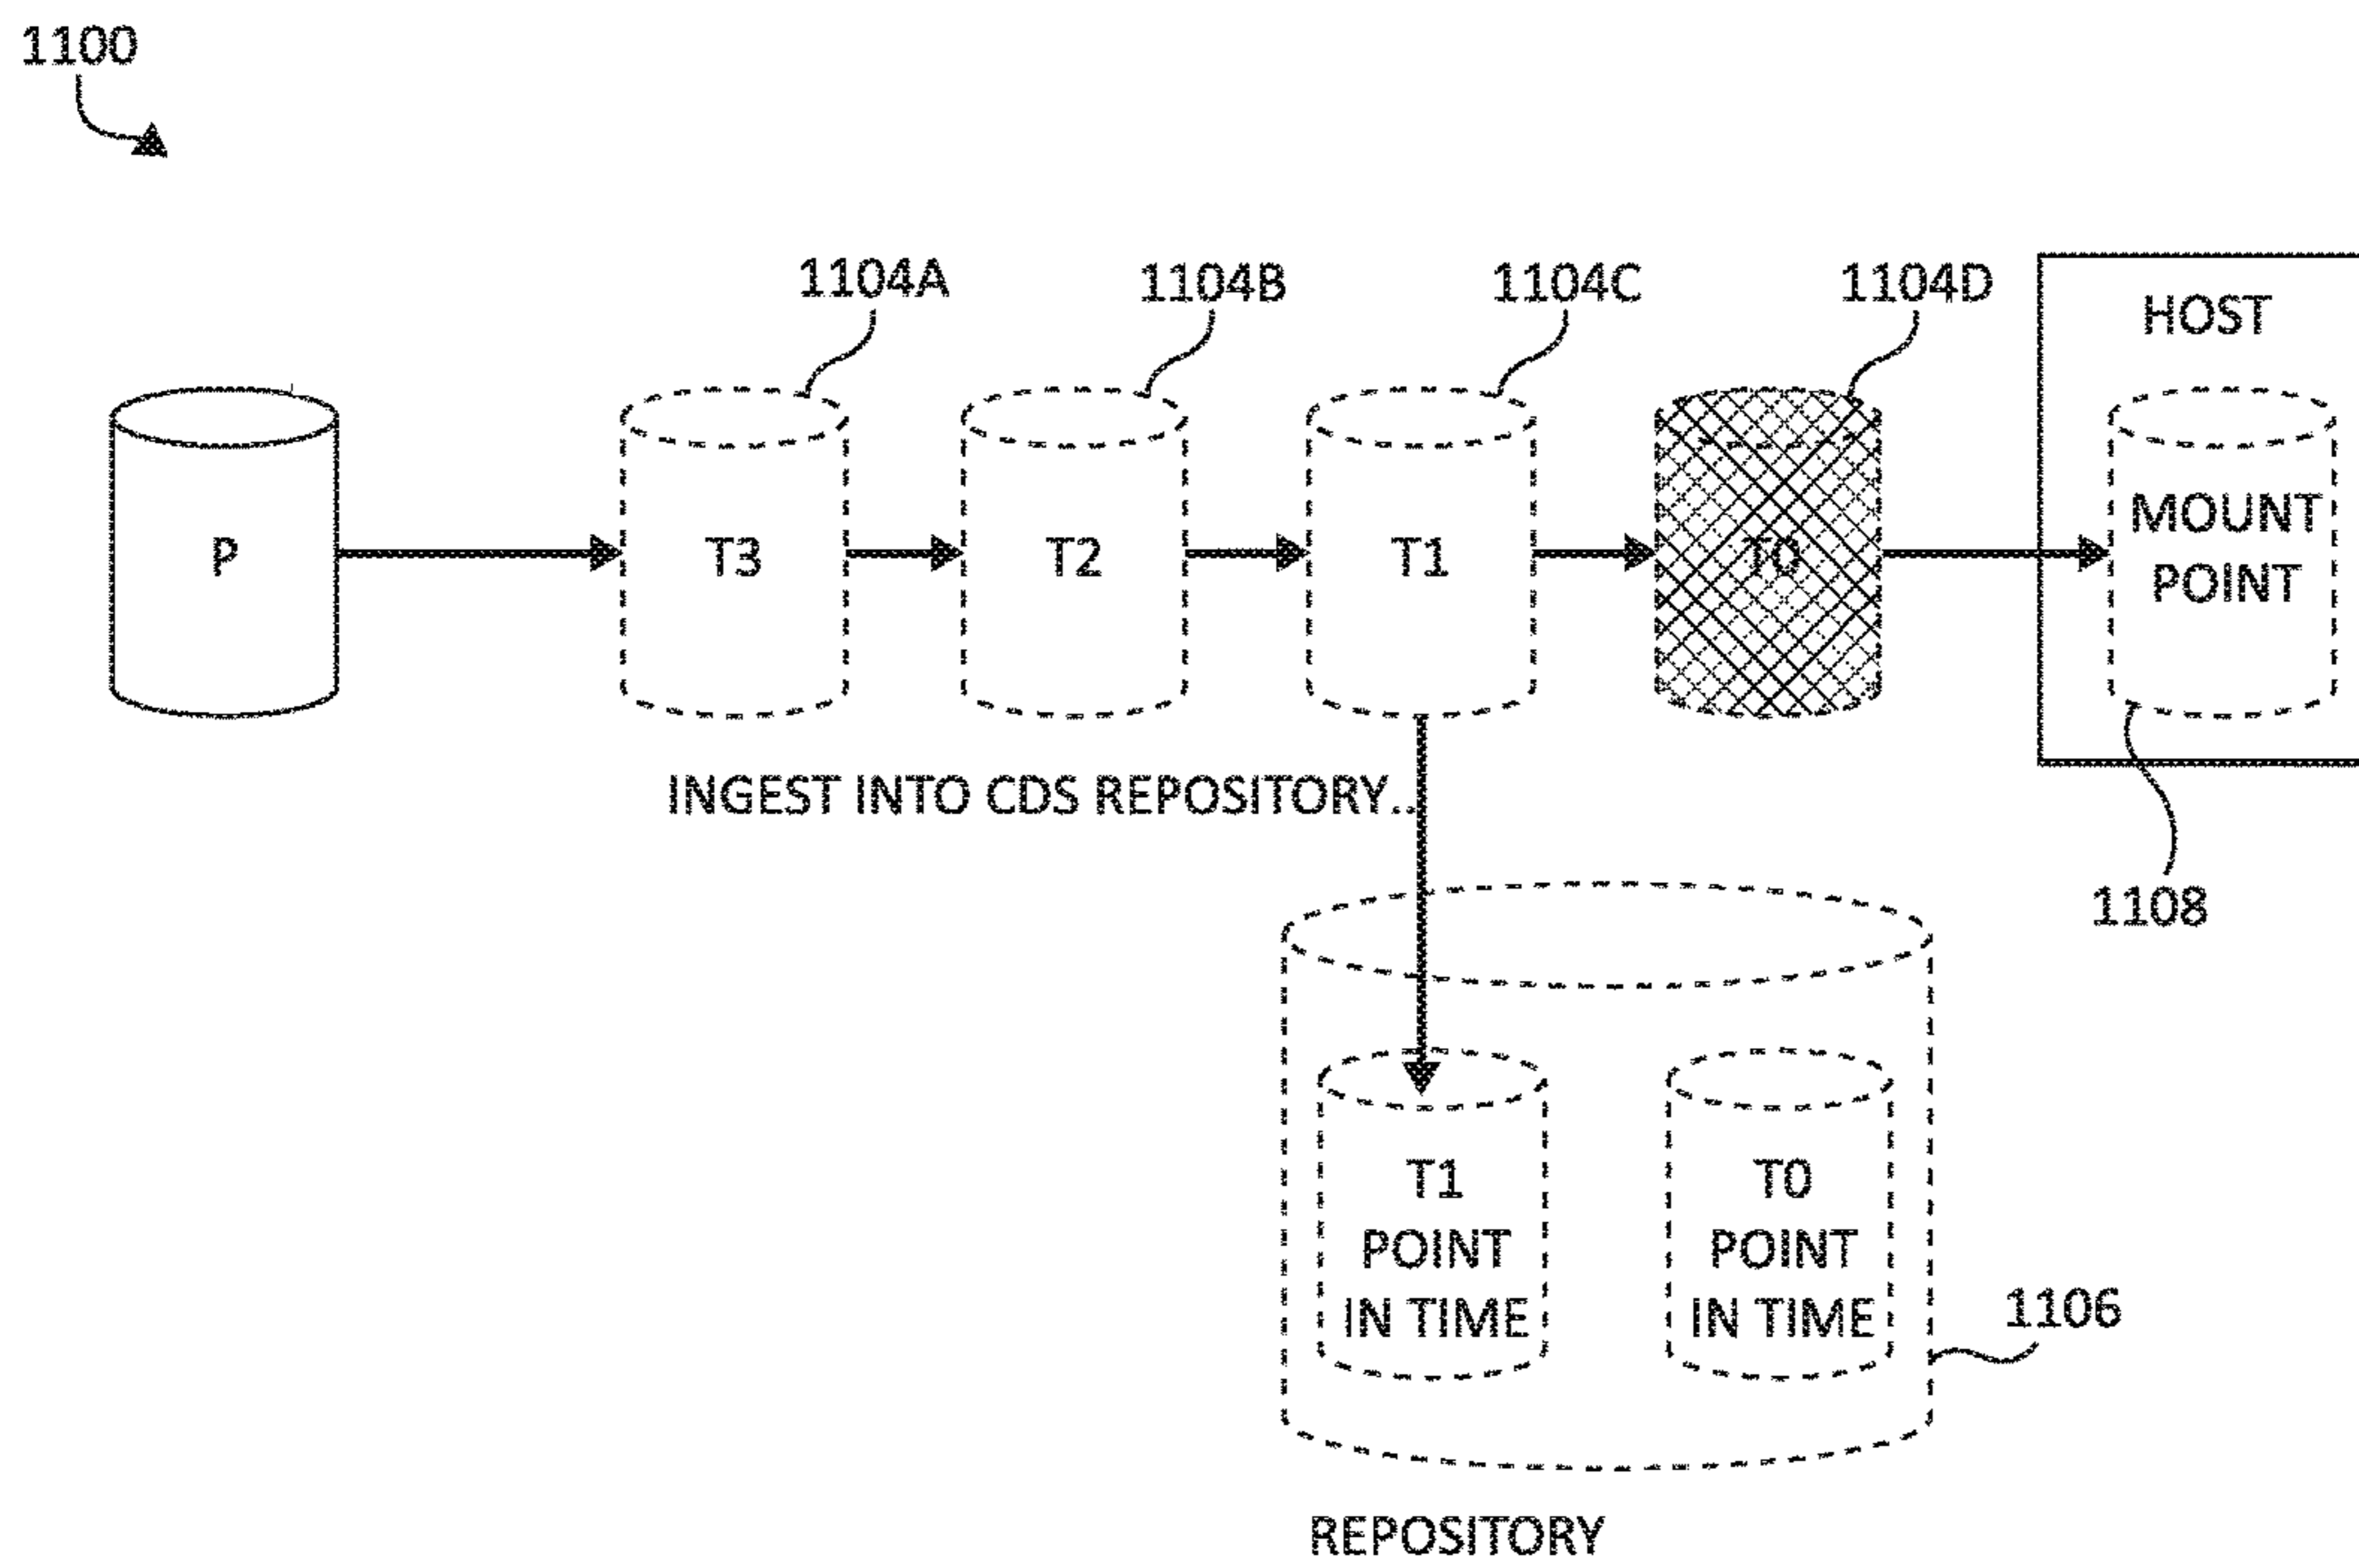 1100
1104A
1104B
1104C
1104D
HOST
P
T3
T2
T1
T0
MOUNT
POINT
INGEST INTO CDS REPOSITORY..
1108
T1
POINT
IN TIME
T0
POINT
IN TIME
1106
REPOSITORY